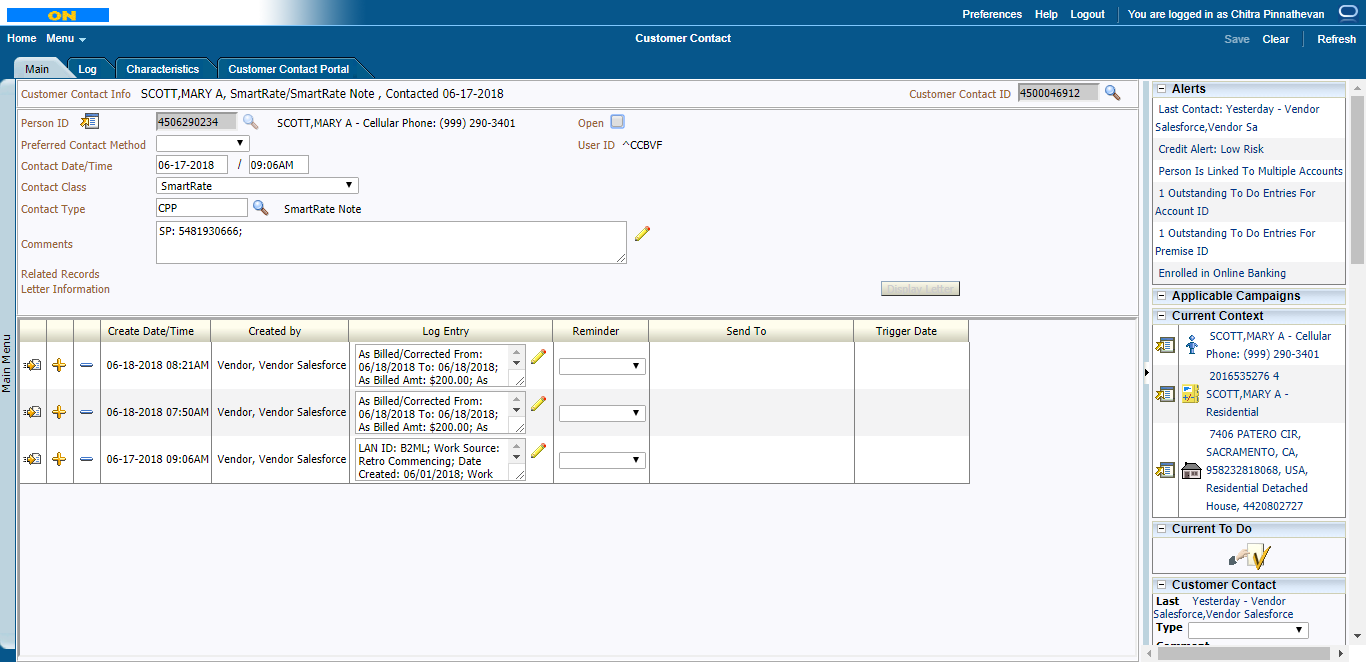 ON
Preferences Help Logout You are logged in as Chitra Pinnathevan
Home Menu Customer Contact Save Clear Refresh
Main Log Characteristics Customer Contact Portal
Main Menu
Customer Contact Info SCOTT,MARY A, SmartRate/SmartRate Note , Contacted 06-17-2018 Customer Contact ID 4500046912
Person ID 4506290234 SCOTT,MARY A - Cellular Phone: (999) 290-3401 Open
Preferred Contact Method User ID ^CCBVF
Contact Date/Time 06-17-2018 / 09:06AM
Contact Class SmartRate
Contact Type CPP SmartRate Note
Comments SP: 5481930666;
Related Records
Letter Information Display Letter
Create Date/Time Created by Log Entry Reminder Send To Trigger Date
06-18-2018 08:21AM Vendor, Vendor Salesforce As Billed/Corrected From:
06/18/2018 To: 06/18/2018;
As Billed Amt: $200.00; As
06-18-2018 07:50AM Vendor, Vendor Salesforce As Billed/Corrected From:
06/18/2018 To: 06/18/2018;
As Billed Amt: $200.00; As
06-17-2018 09:06AM Vendor, Vendor Salesforce LAN ID: B2ML; Work Source:
Retro Commencing; Date
Created: 06/01/2018; Work
Alerts
Last Contact: Yesterday - Vendor
Salesforce,Vendor Sa
Credit Alert: Low Risk
Person Is Linked To Multiple Accounts
1 Outstanding To Do Entries For
Account ID
1 Outstanding To Do Entries For
Premise ID
Enrolled in Online Banking
Applicable Campaigns
Current Context
SCOTT,MARY A - Cellular
Phone: (999) 290-3401
2016535276 4
SCOTT,MARY A -
Residential
7406 PATERO CIR,
SACRAMENTO, CA,
958232818068, USA,
Residential Detached
House, 4420802727
Current To Do
Customer Contact
Last Yesterday - Vendor
Salesforce,Vendor Salesforce
Type
Comment